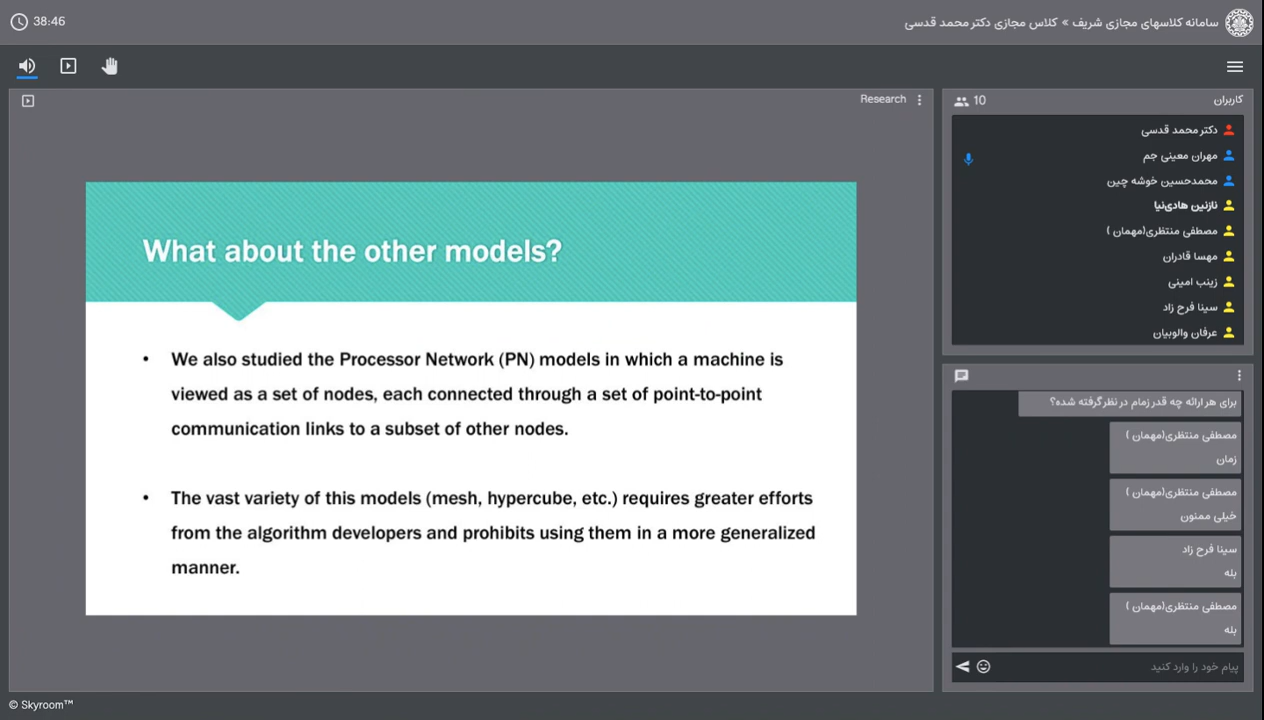 38:46
سامانه کلاسهای مجازی شریف » کلاس مجازی دکتر محمد قدسی
Research
What about the other models?
• We also studied the Processor Network (PN) models in which a machine is
viewed as a set of nodes, each connected through a set of point-to-point
communication links to a subset of other nodes.
• The vast variety of this models (mesh, hypercube, etc.) requires greater efforts
from the algorithm developers and prohibits using them in a more generalized
manner.
کاربران
10
دکتر محمد قدسی
مهران معینی جم
محمدحسین خوشه چین
نازنین هادی‌نیا
مصطفی منتظری(مهمان )
مهسا قادران
زینب امینی
سینا فرح زاد
عرفان والوبیان
برای هر ارائه چه قدر زمام در نظر گرفته شده؟
مصطفی منتظری(مهمان )
زمان
مصطفی منتظری(مهمان )
خیلی ممنون
سینا فرح زاد
بله
مصطفی منتظری(مهمان )
بله
پیام خود را وارد کنید
© Skyroom™